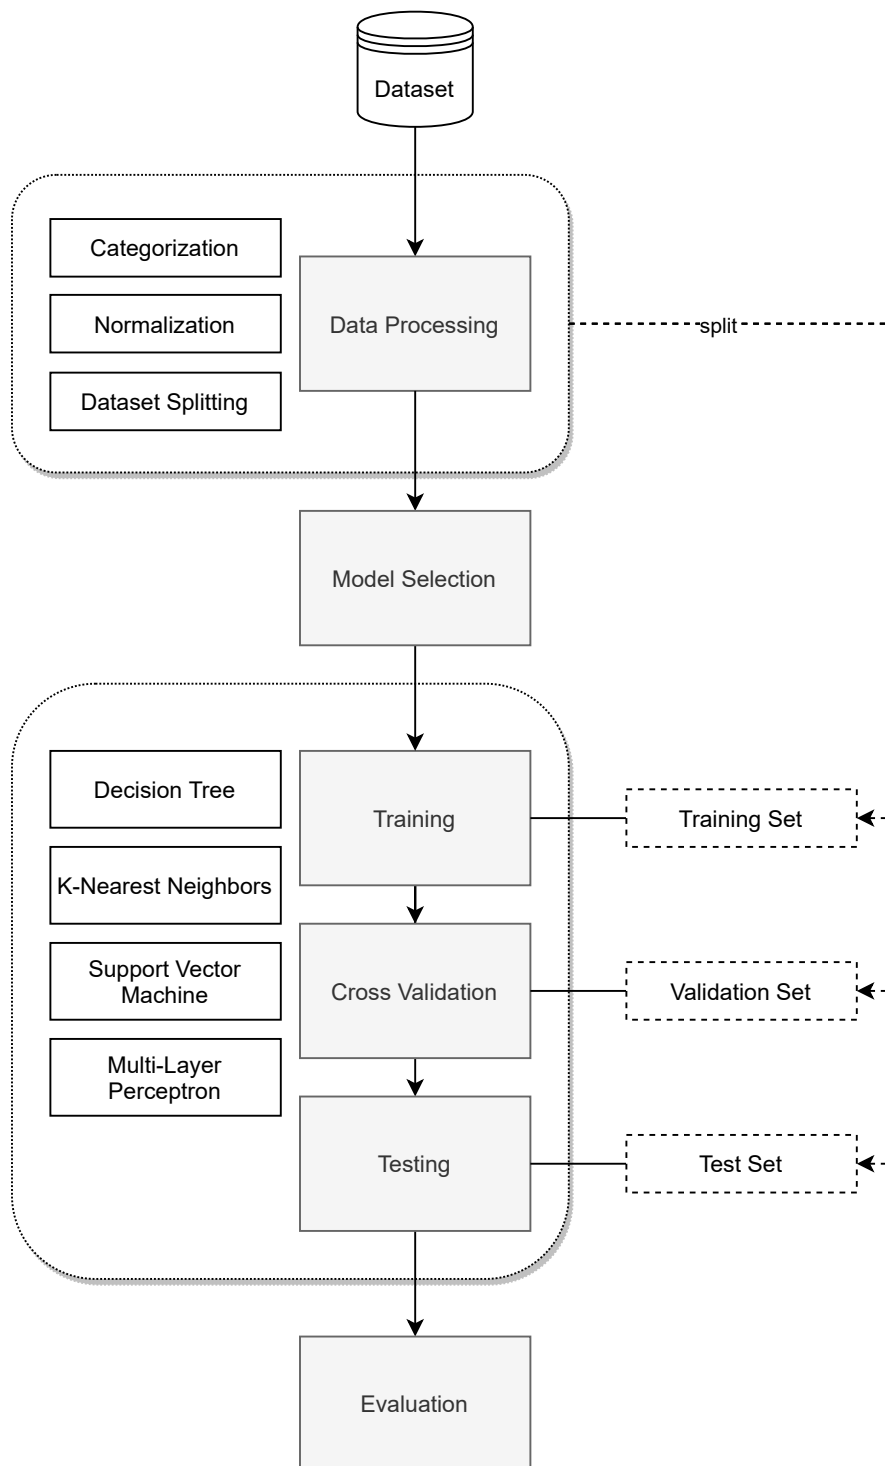 Dataset
Categorization
Normalization
Dataset Splitting
Data Processing
split
Model Selection
Decision Tree
K-Nearest Neighbors
Support Vector
Machine
Multi-Layer
Perceptron
Training
Cross Validation
Testing
Training Set
Validation Set
Test Set
Evaluation